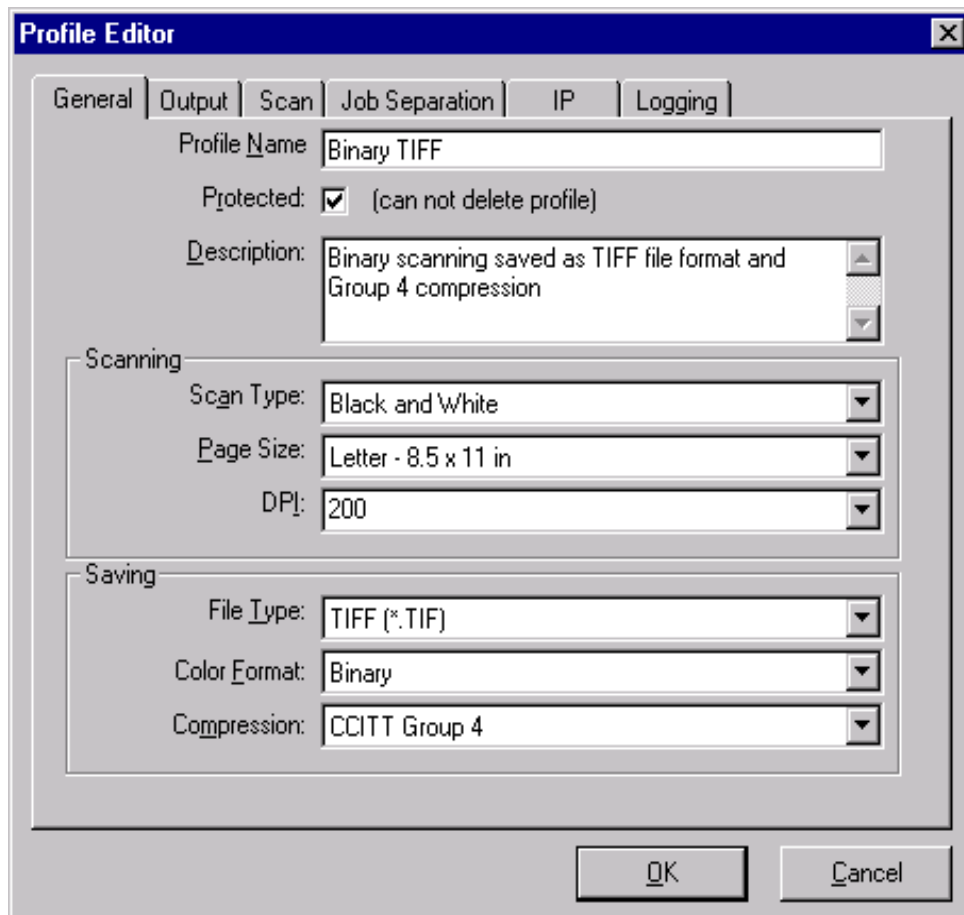 Profile Editor
General Output Scan Job Separation IP Logging
Profile Name Binary TIFF
Protected: (can not delete profile)
Description: Binary scanning saved as TIFF file format and
Group 4 compression
Scanning
Scan Type: Black and White
Page Size: Letter - 8.5 x 11 in
DPI: 200
Saving
File Type: TIFF (*.TIF)
Color Format: Binary
Compression: CCITT Group 4
OK Cancel